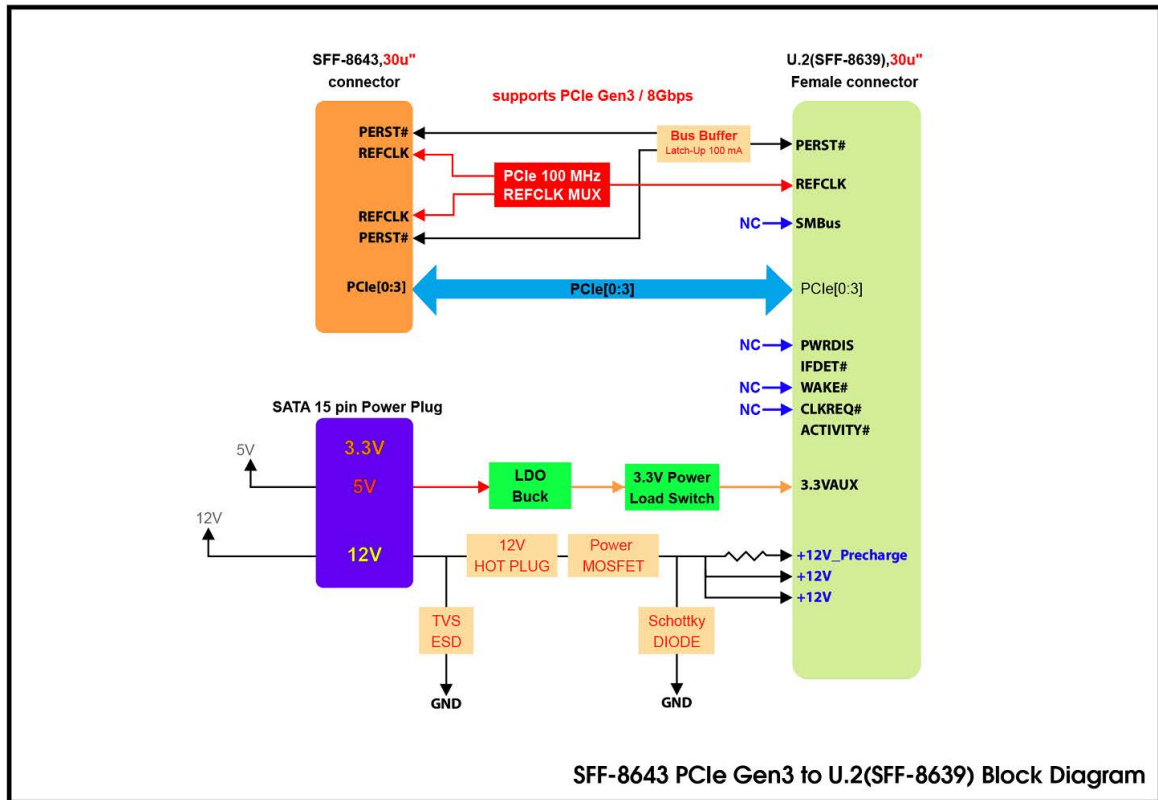 SFF-8643,30u"
connector
U.2(SFF-8639),30u"
Female connector
supports PCIe Gen3 / 8Gbps
PERST#
REFCLK
REFCLK
PERST#
PCIe[0:3]
Bus Buffer
Latch-Up 100 mA
PCIe 100 MHz
REFCLK MUX
PCIe[0:3]
PERST#
REFCLK
NC
SMBus
PCIe[0:3]
NC
PWRDIS
IFDET#
NC
WAKE#
NC
CLKREQ#
ACTIVITY#
SATA 15 pin Power Plug
5V
3.3V
5V
LDO
Buck
3.3V Power
Load Switch
3.3VAUX
12V
12V
12V
HOT PLUG
Power
MOSFET
+12V_Precharge
+12V
+12V
TVS
ESD
Schottky
DIODE
GND
GND
SFF-8643 PCIe Gen3 to U.2(SFF-8639) Block Diagram